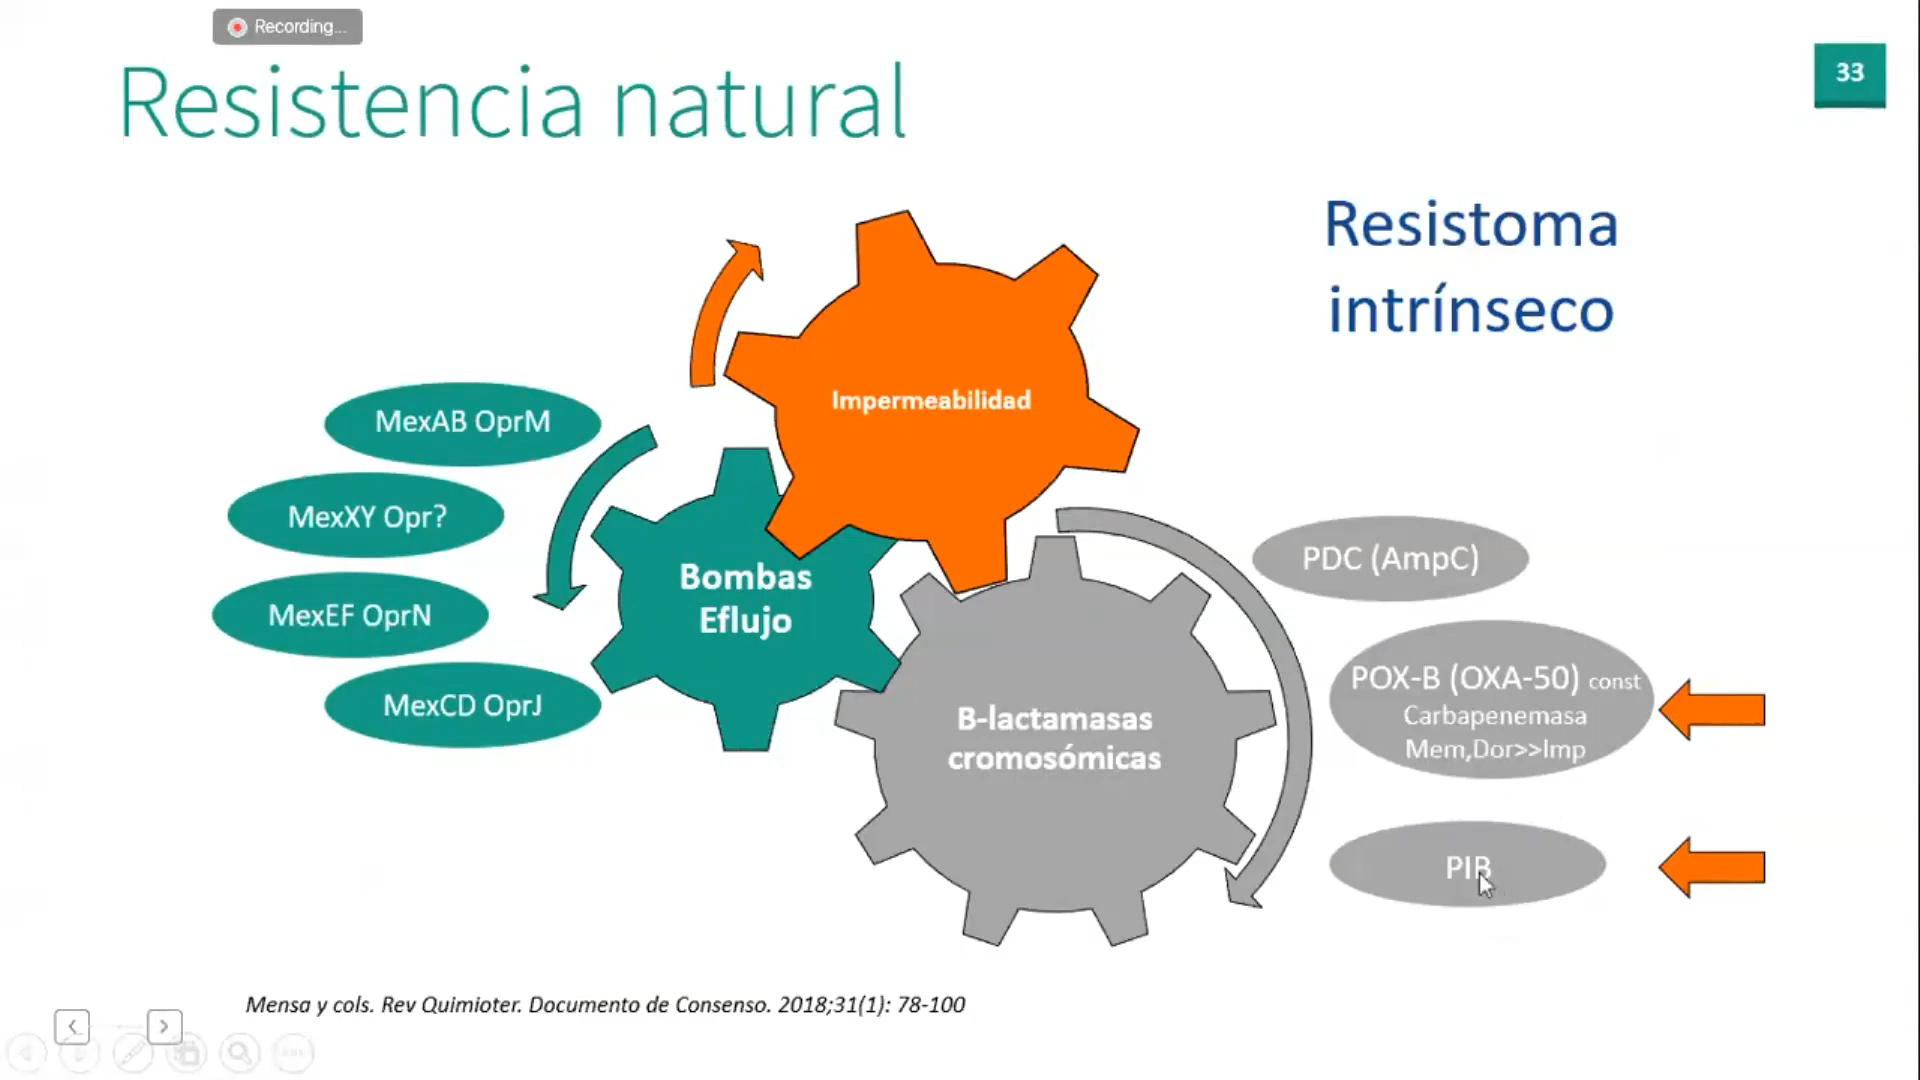 Recording...
Resistencia natural
33
Resistoma
intrínseco
Impermeabilidad
MexAB OprM
MexXY Opr?
MexEF OprN
MexCD OprJ
Bombas
Eflujo
B-lactamasas
cromosómicas
PDC (AmpC)
POX-B (OXA-50) const
Carbapenemasa
Mem,Dor>>Imp
PIB
Mensa y cols. Rev Quimioter. Documento de Consenso. 2018;31(1): 78-100